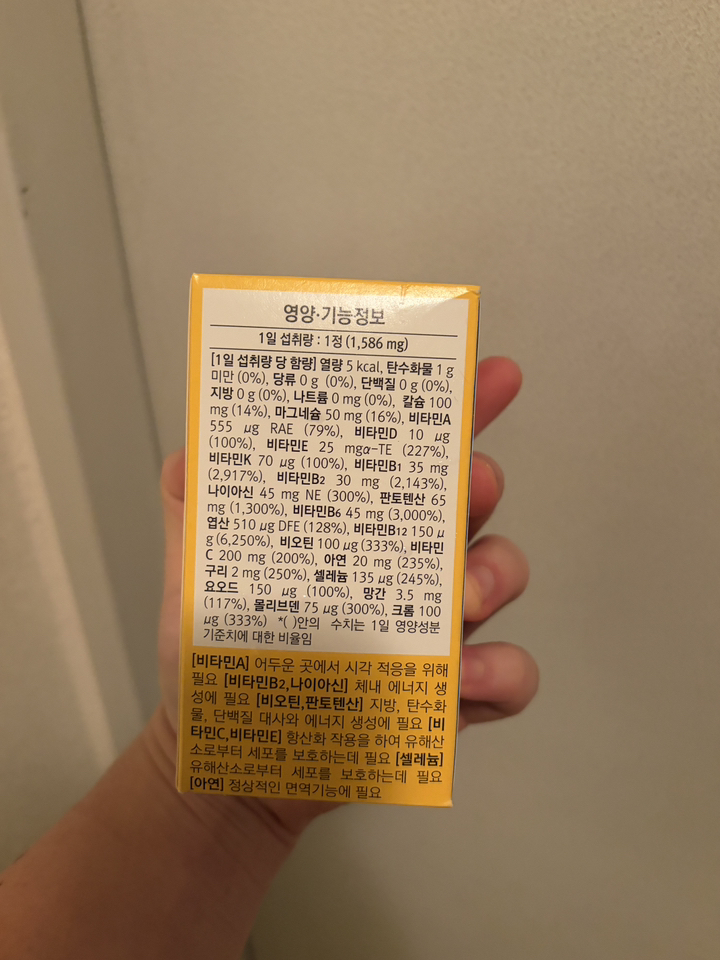 영양·기능정보
1일 섭취량 : 1정 (1,586 mg)
[1일 섭취량 당 함량] 열량 5 kcal, 탄수화물 1 g
미만 (0%), 당류 0 g (0%), 단백질 0 g (0%),
지방 0 g (0%), 나트륨 0 mg (0%), 칼슘 100
mg (14%), 마그네슘 50 mg (16%), 비타민A
555 µg RAE (79%), 비타민D 10 µg
(100%), 비타민E 25 mgα-TE (227%),
비타민K 70 µg (100%), 비타민B1 35 mg
(2,917%), 비타민B2 30 mg (2,143%),
나이아신 45 mg NE (300%), 판토텐산 65
mg (1,300%), 비타민B6 45 mg (3,000%),
엽산 510 µg DFE (128%), 비타민B12 150 µ
g (6,250%), 비오틴 100 µg (333%), 비타민
C 200 mg (200%), 아연 20 mg (235%),
구리 2 mg (250%), 셀레늄 135 µg (245%),
요오드 150 µg (100%), 망간 3.5 mg
(117%), 몰리브덴 75 µg (300%), 크롬 100
µg (333%) *( )안의 수치는 1일 영양성분
기준치에 대한 비율임
[비타민A] 어두운 곳에서 시각 적응을 위해
필요 [비타민B2,나이아신] 체내 에너지 생
성에 필요 [비오틴,판토텐산] 지방, 탄수화
물, 단백질 대사와 에너지 생성에 필요 [비
타민C,비타민E] 항산화 작용을 하여 유해산
소로부터 세포를 보호하는데 필요 [셀레늄]
유해산소로부터 세포를 보호하는데 필요
[아연] 정상적인 면역기능에 필요